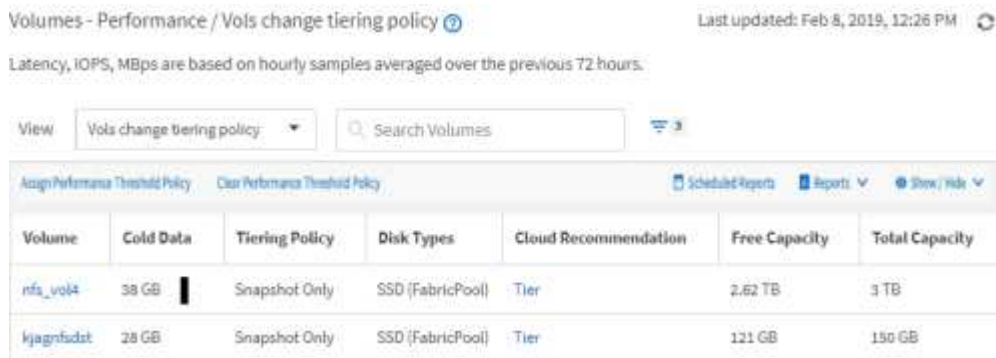 Volumes - Performance / Vols change tiering policy ?
Last updated: Feb 8, 2019, 12:26 PM
Latency, IOPS, MBps are based on hourly samples averaged over the previous 72 hours.
View Vols change tiering policy Search Volumes 3
Assign Performance Threshold Policy Clear Performance Threshold Policy Scheduled Reports Reports Show / Hide
Volume Cold Data Tiering Policy Disk Types Cloud Recommendation Free Capacity Total Capacity
nfs_vol4 38 GB Snapshot Only SSD (FabricPool) Tier 2.62 TB 3 TB
kjagnfsdst 28 GB Snapshot Only SSD (FabricPool) Tier 121 GB 150 GB